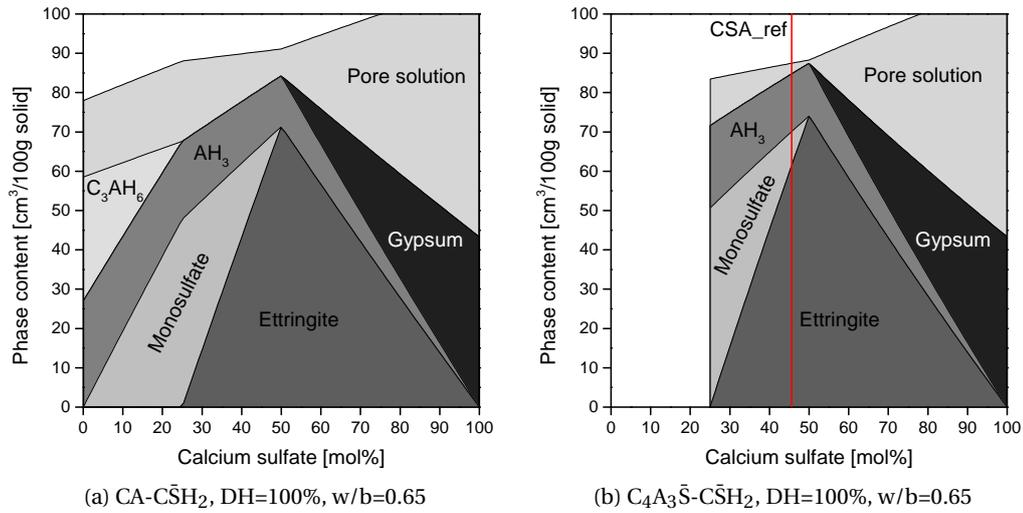 Phase content [cm³/100g solid]
100
90
80
70
60
50
40
30
20
10
0
Pore solution
AH₃
C₃AH₆
Gypsum
Monosulfate
Ettringite
0 10 20 30 40 50 60 70 80 90 100
Calcium sulfate [mol%]
(a) CA-CS̄H₂, DH=100%, w/b=0.65
Phase content [cm³/100g solid]
100
90
80
70
60
50
40
30
20
10
0
CSA_ref
Pore solution
AH₃
Monosulfate
Gypsum
Ettringite
0 10 20 30 40 50 60 70 80 90 100
Calcium sulfate [mol%]
(b) C₄A₃S̄-CS̄H₂, DH=100%, w/b=0.65